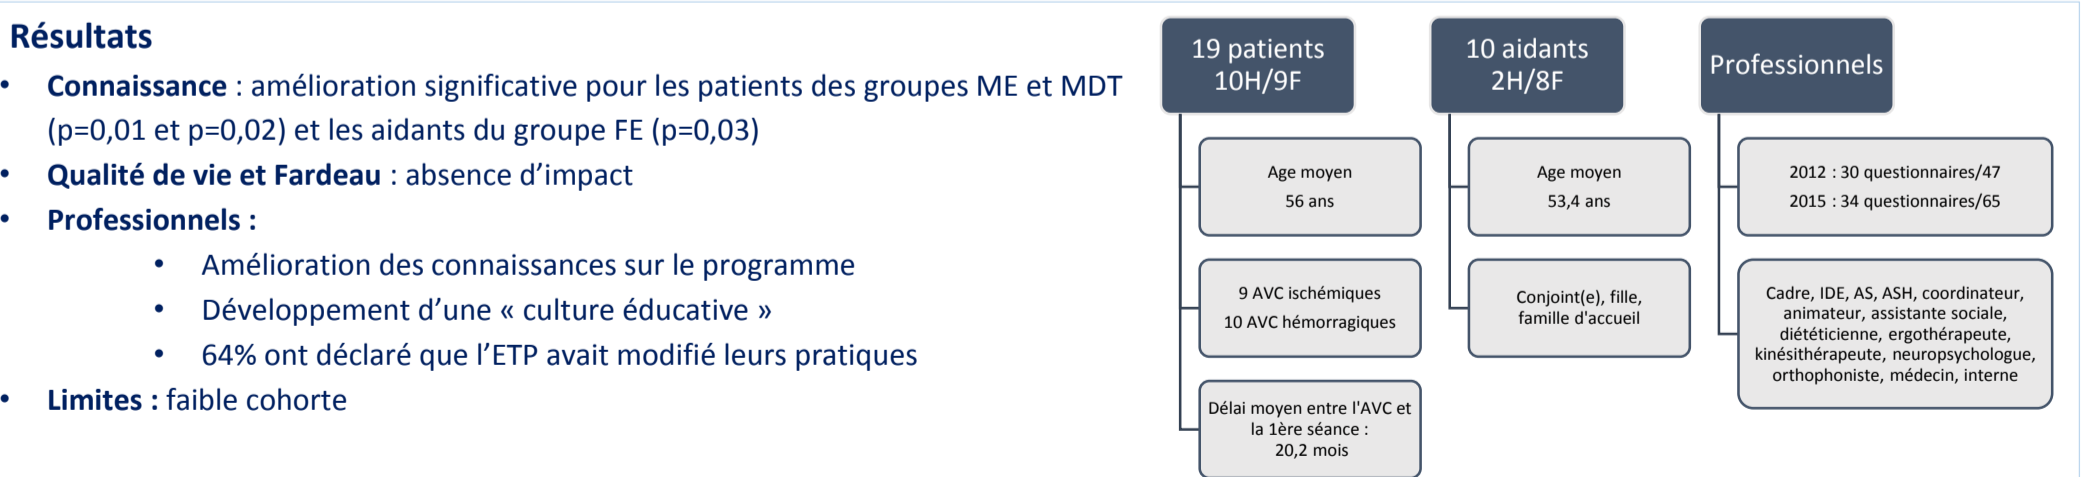 Résultats
• Connaissance : amélioration significative pour les patients des groupes ME et MDT
(p=0,01 et p=0,02) et les aidants du groupe FE (p=0,03)
• Qualité de vie et Fardeau : absence d’impact
• Professionnels :
• Amélioration des connaissances sur le programme
• Développement d’une « culture éducative »
• 64% ont déclaré que l’ETP avait modifié leurs pratiques
• Limites : faible cohorte
19 patients
10H/9F
Age moyen
56 ans
9 AVC ischémiques
10 AVC hémorragiques
Délai moyen entre l'AVC et
la 1ère séance :
20,2 mois
10 aidants
2H/8F
Age moyen
53,4 ans
Conjoint(e), fille,
famille d'accueil
Professionnels
2012 : 30 questionnaires/47
2015 : 34 questionnaires/65
Cadre, IDE, AS, ASH, coordinateur,
animateur, assistante sociale,
diététicienne, ergothérapeute,
kinésithérapeute, neuropsychologue,
orthophoniste, médecin, interne